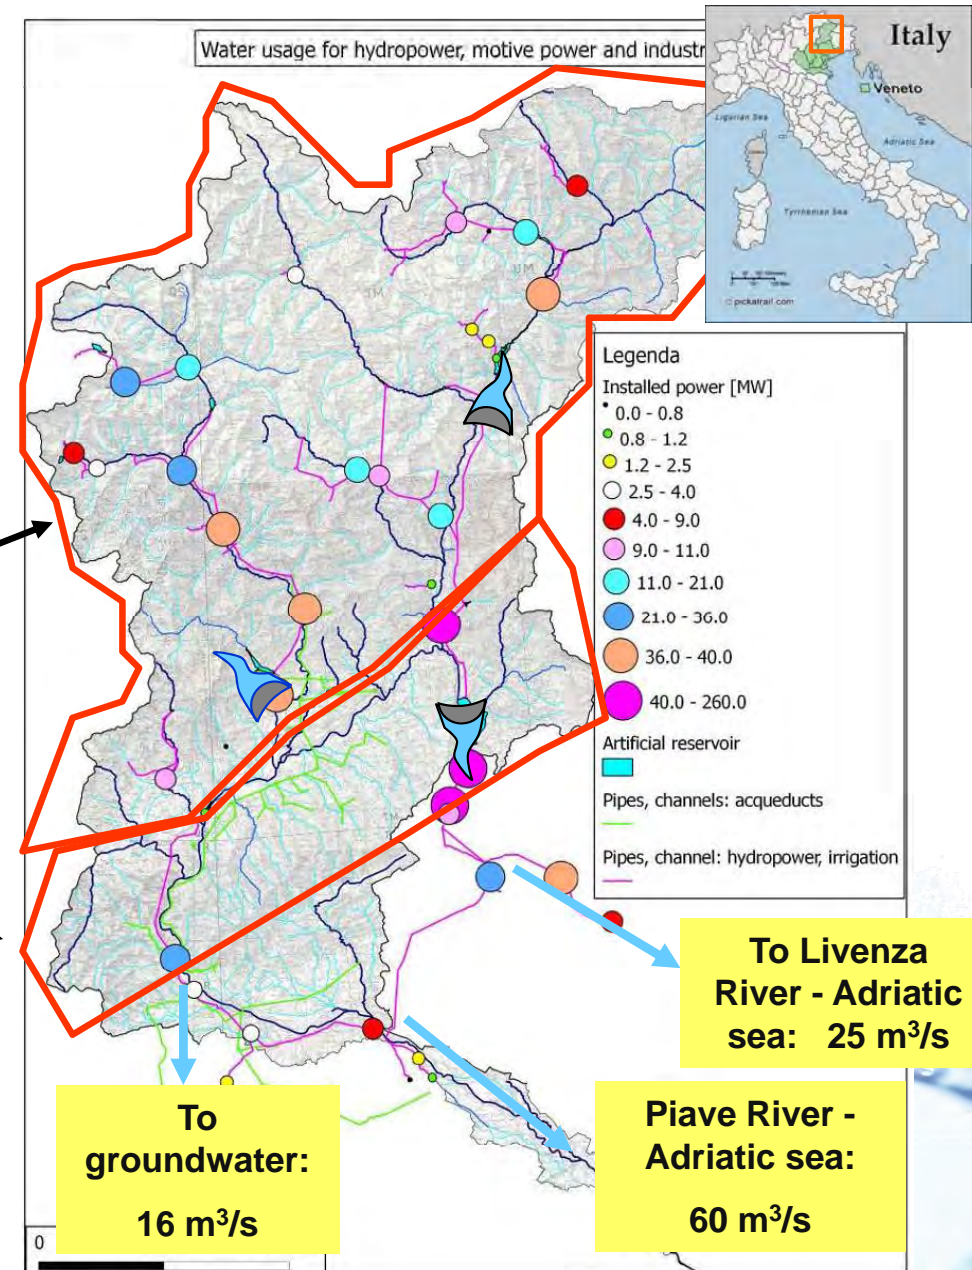 Water usage for hydropower, motive power and industr
Italy
Veneto
Ligurian Sea
Adriatic Sea
Tyrrhenian Sea
pickatrail.com
Legenda
Installed power [MW]
0.0 - 0.8
0.8 - 1.2
1.2 - 2.5
2.5 - 4.0
4.0 - 9.0
9.0 - 11.0
11.0 - 21.0
21.0 - 36.0
36.0 - 40.0
40.0 - 260.0
Artificial reservoir
Pipes, channels: acqueducts
Pipes, channel: hydropower, irrigation
To Livenza
River - Adriatic
sea: 25 m³/s
To
groundwater:
16 m³/s
Piave River -
Adriatic sea:
60 m³/s
0